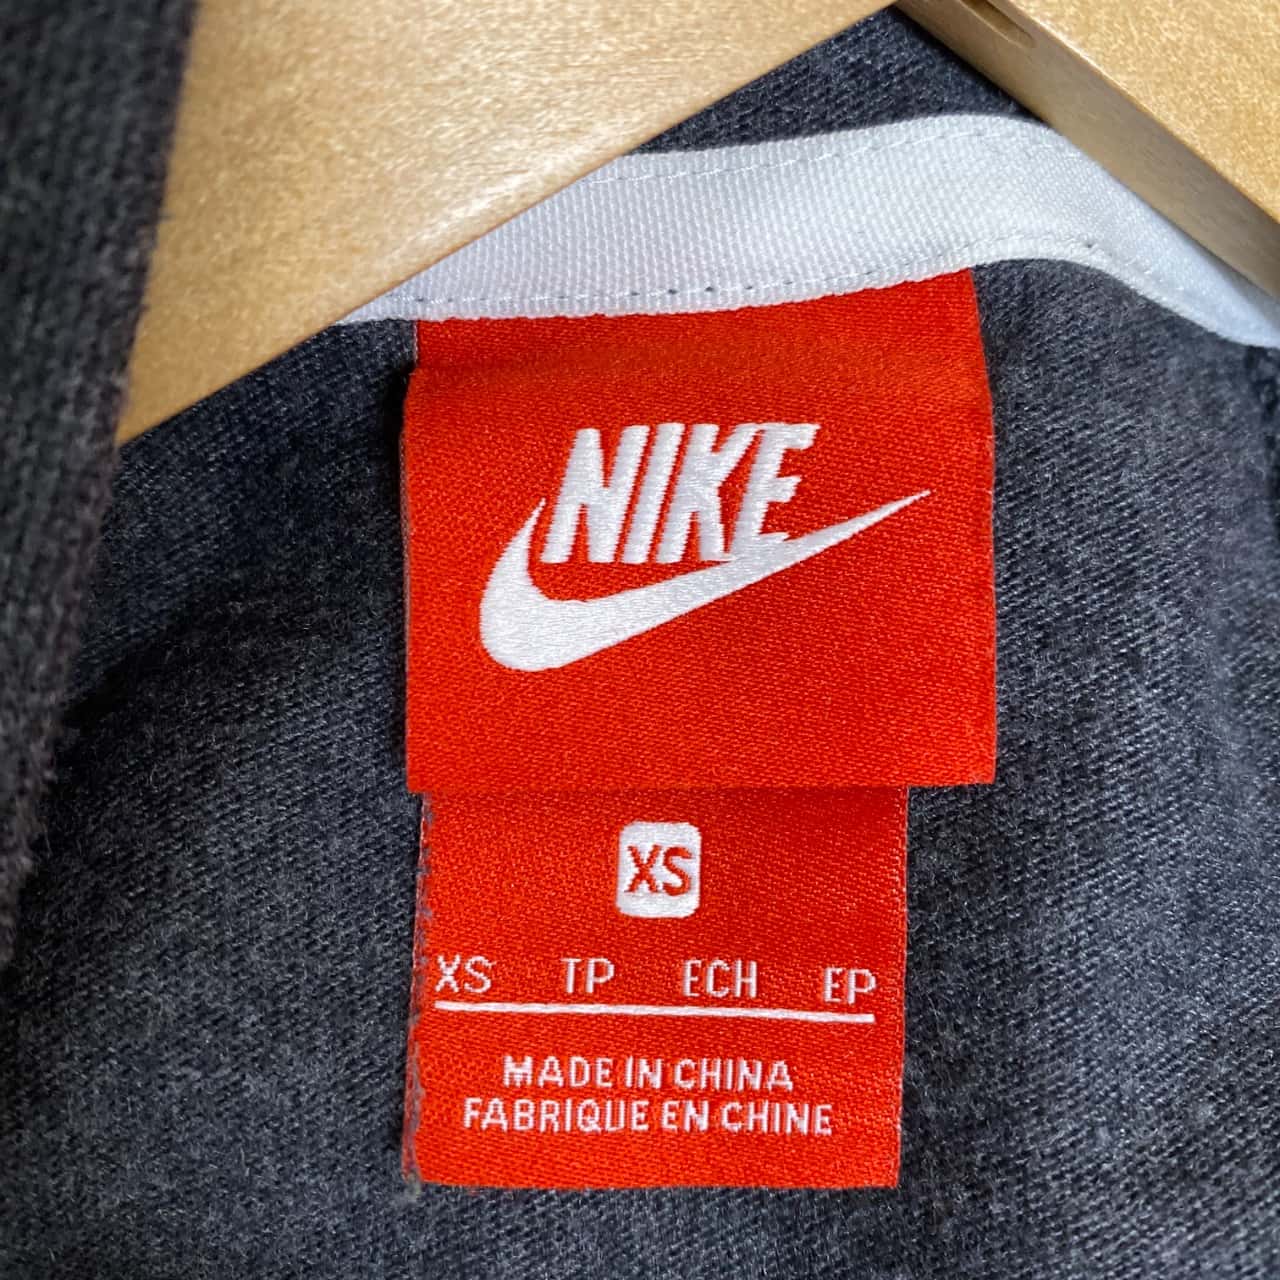 NIKE
XS
XS TP ECH EP
MADE IN CHINA
FABRIQUE EN CHINE